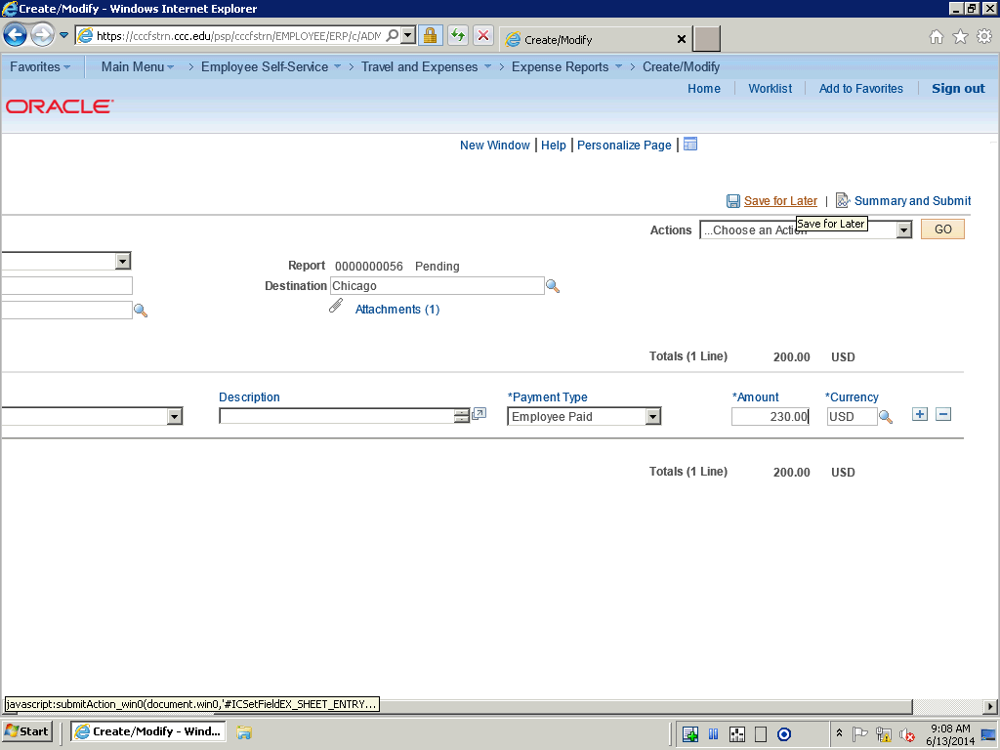 Create/Modify - Windows Internet Explorer
https://cccfstrn.ccc.edu/psp/cccfstrn/EMPLOYEE/ERP/c/ADM
Create/Modify
Favorites Main Menu > Employee Self-Service > Travel and Expenses > Expense Reports > Create/Modify
Home Worklist Add to Favorites Sign out
ORACLE
New Window | Help | Personalize Page |
Save for Later | Summary and Submit
Save for Later
Actions ...Choose an Action GO
Report 0000000056 Pending
Destination Chicago
Attachments (1)
Totals (1 Line) 200.00 USD
Description *Payment Type *Amount *Currency
Employee Paid 230.00 USD
Totals (1 Line) 200.00 USD
javascript:submitAction_win0(document.win0,'#ICSetFieldEX_SHEET_ENTRY...
Start Create/Modify - Wind... 9:08 AM
6/13/2014